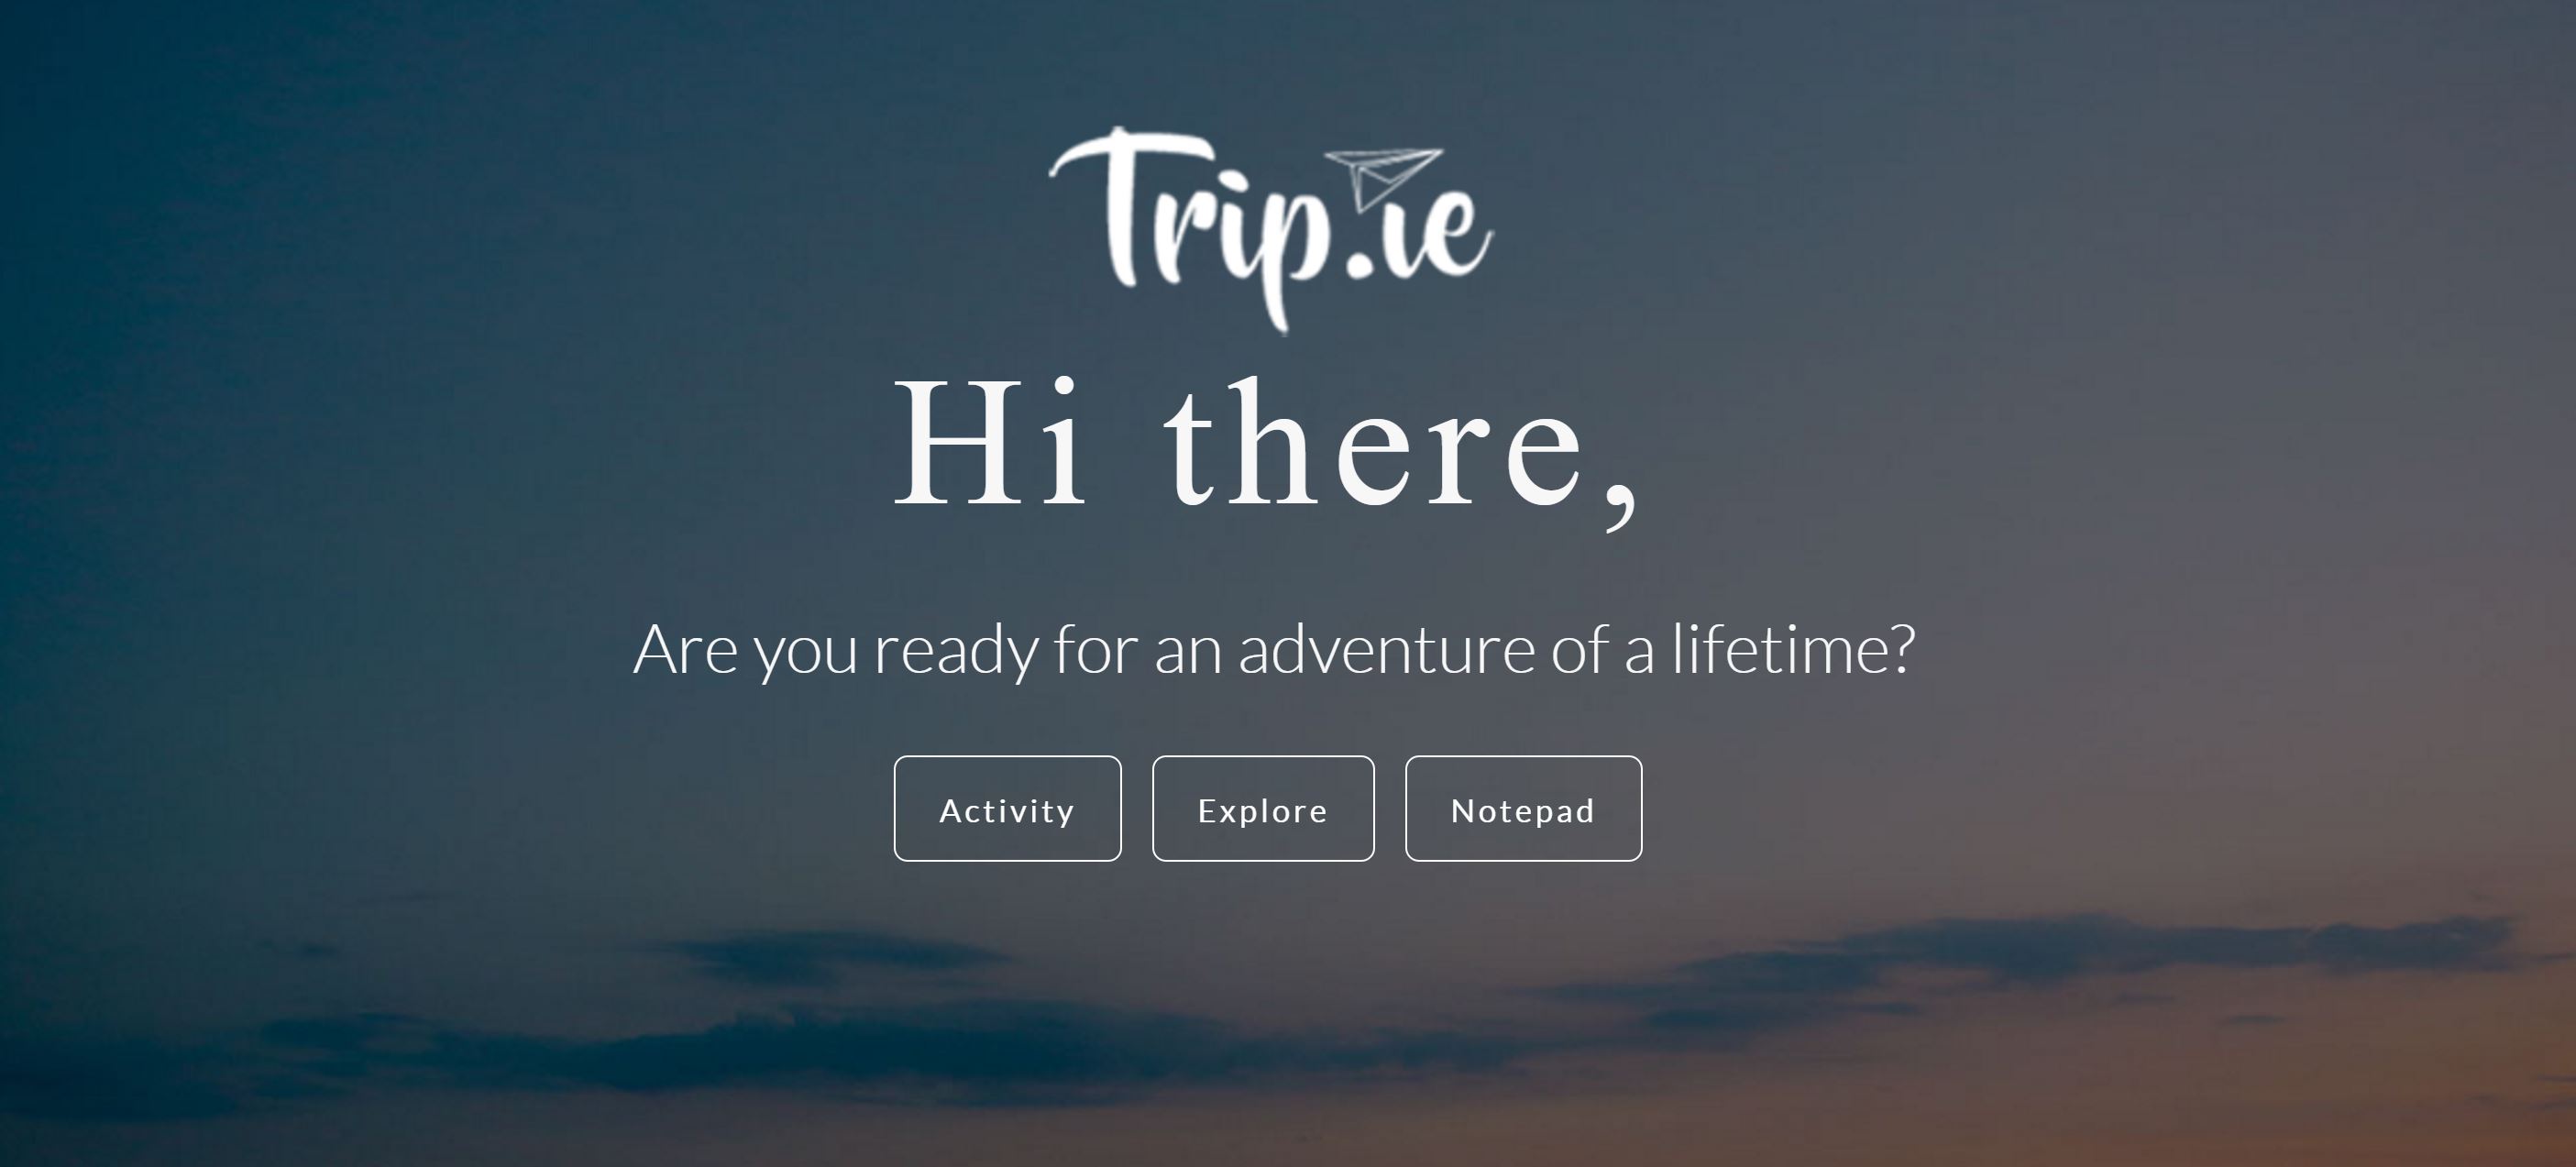 Trip.ie
Hi there,
Are you ready for an adventure of a lifetime?
Activity
Explore
Notepad